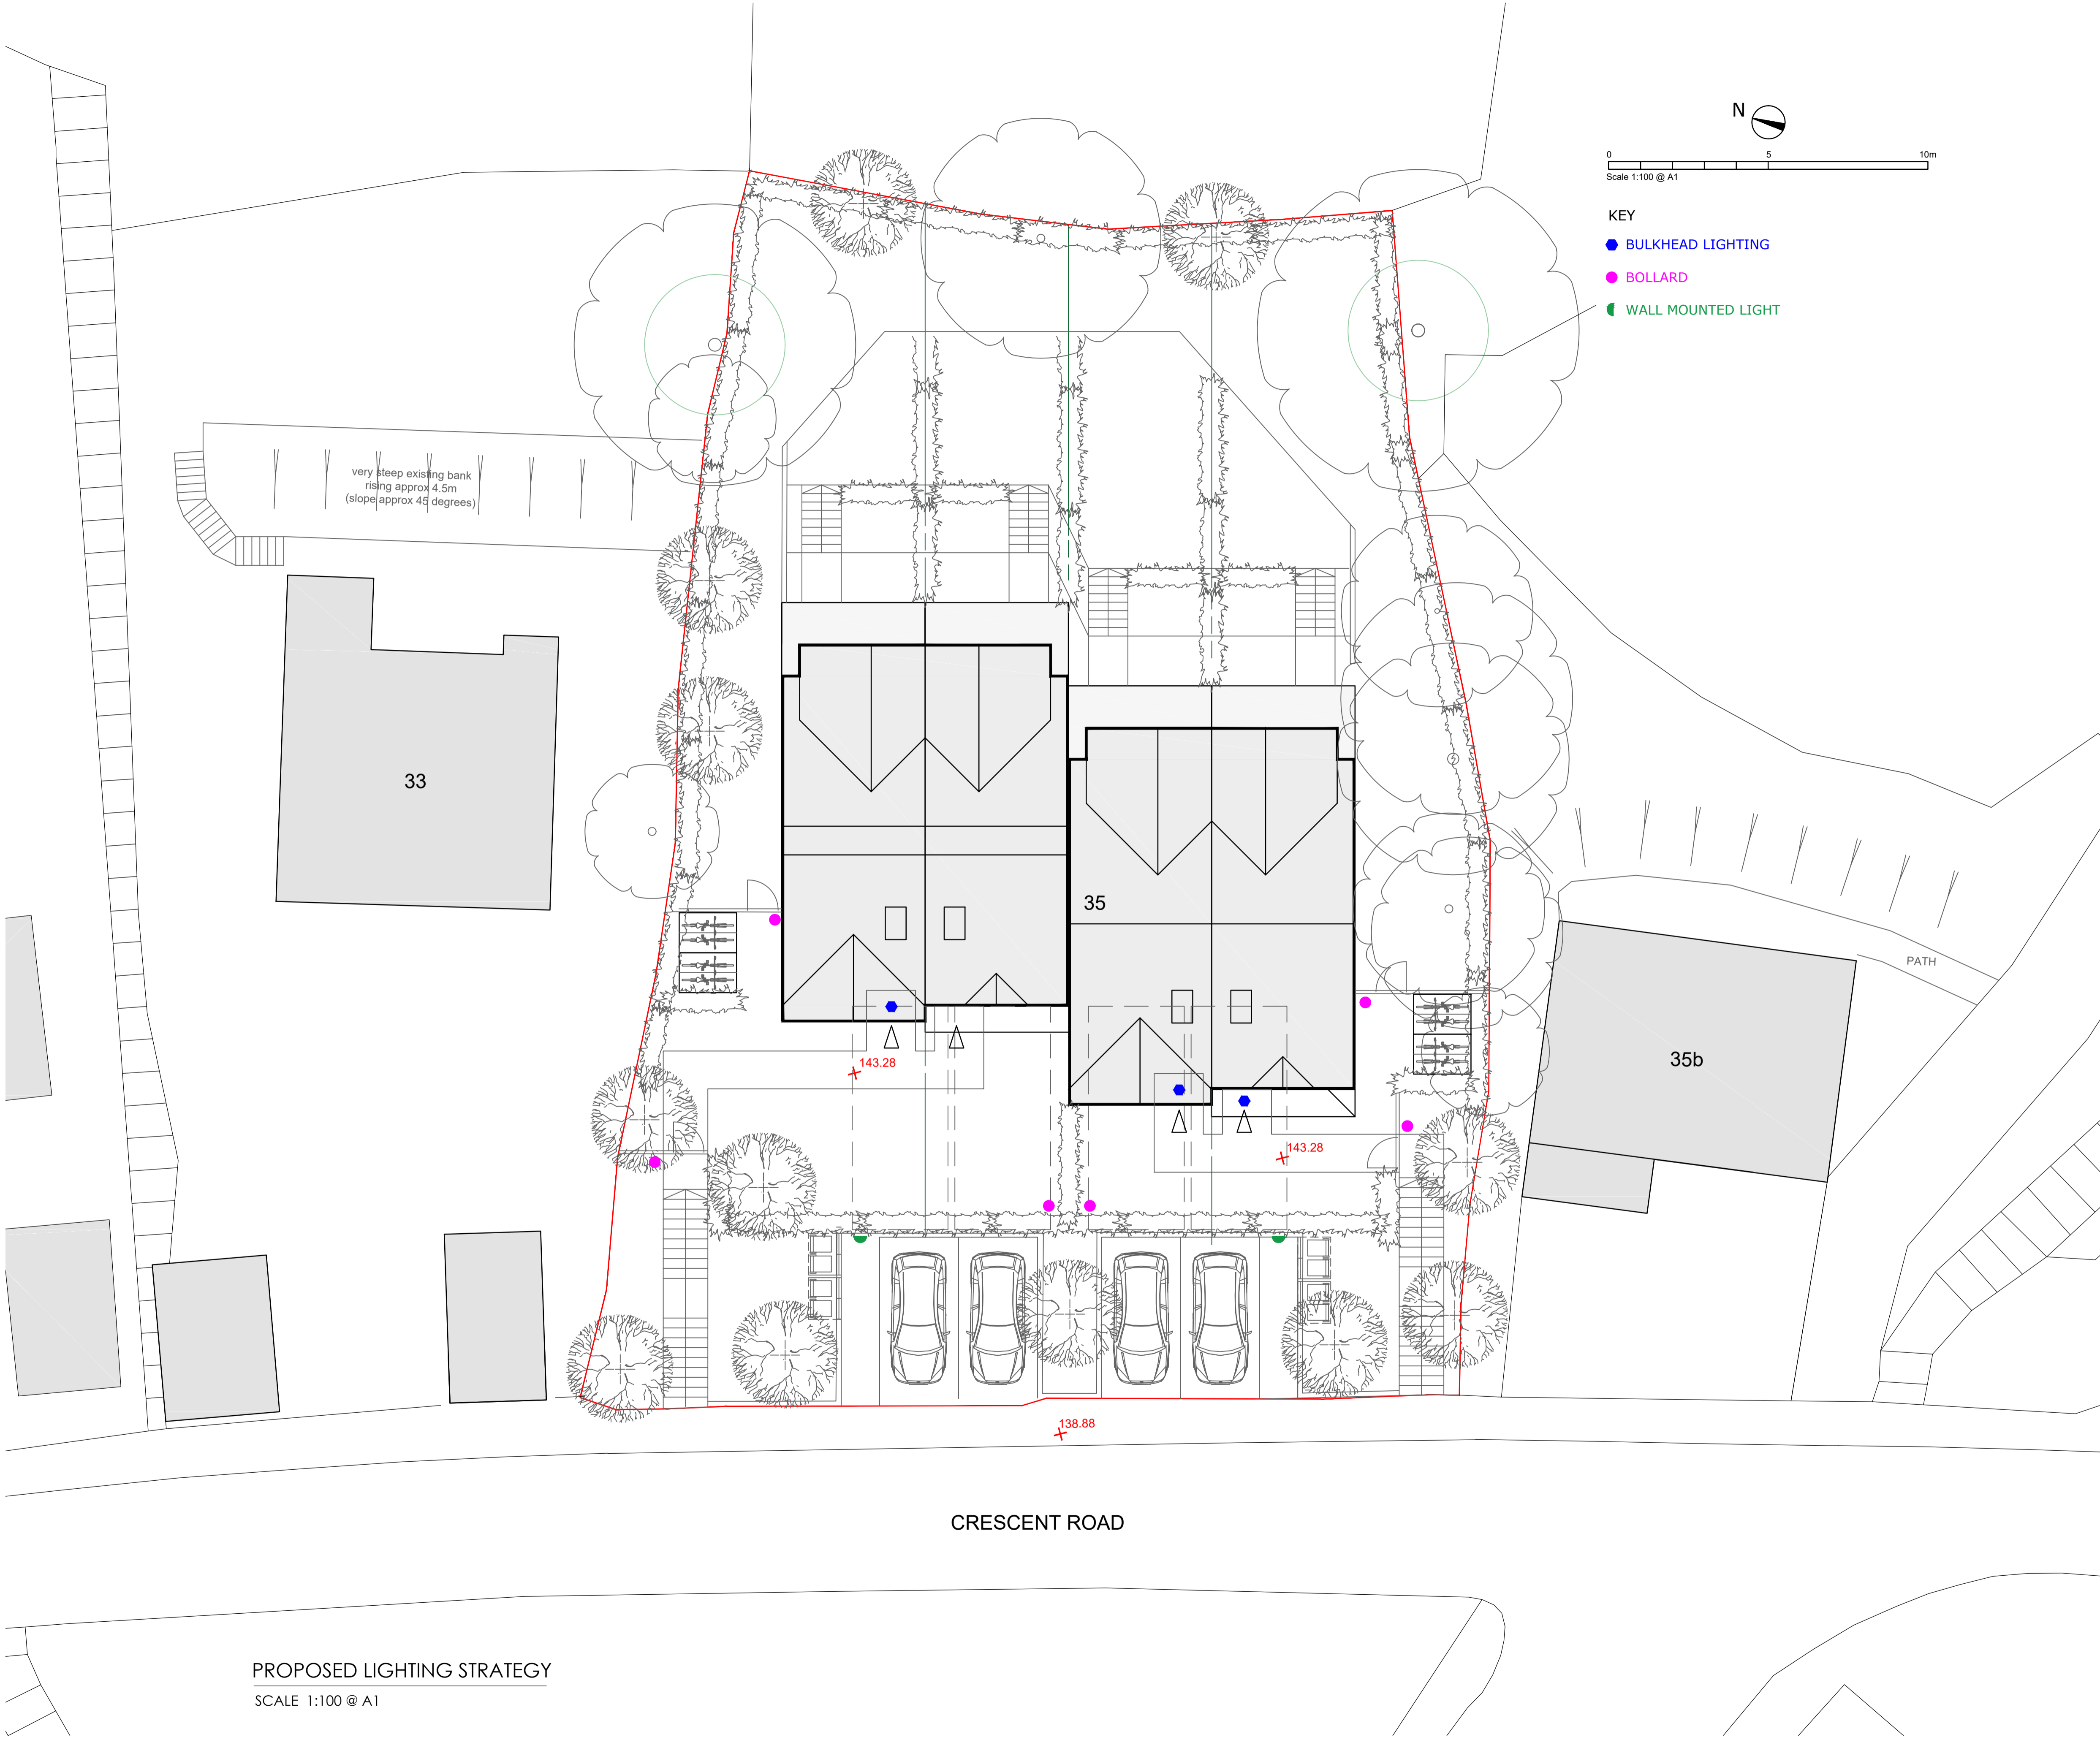 N
0 5 10m
Scale 1:100 @ A1
KEY
BULKHEAD LIGHTING
BOLLARD
WALL MOUNTED LIGHT
very steep existing bank
rising approx 4.5m
(slope approx 45 degrees)
33
35
PATH
35b
143.28
143.28
138.88
CRESCENT ROAD
PROPOSED LIGHTING STRATEGY
SCALE 1:100 @ A1